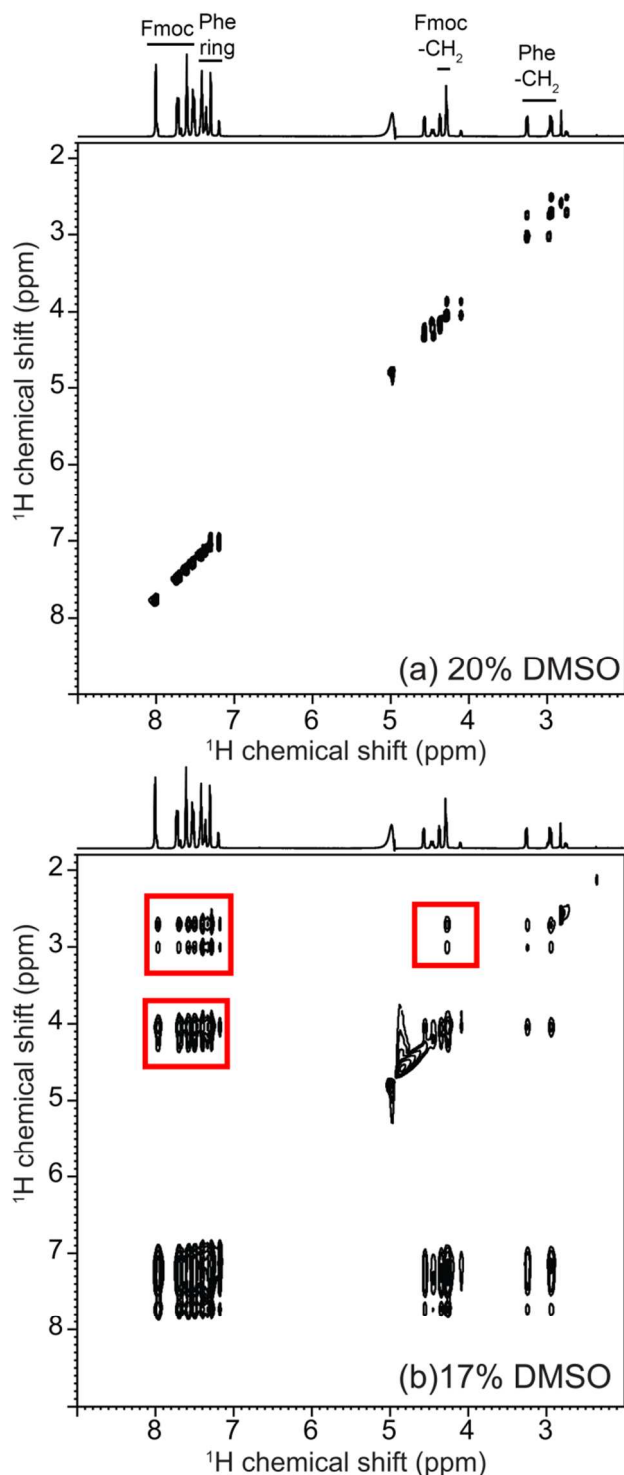 Fmoc
Phe
ring
Fmoc
-CH₂
Phe
-CH₂
2
3
4
5
6
7
8
¹H chemical shift (ppm)
(a) 20% DMSO
8 7 6 5 4 3
¹H chemical shift (ppm)
2
3
4
5
6
7
8
¹H chemical shift (ppm)
(b)17% DMSO
8 7 6 5 4 3
¹H chemical shift (ppm)